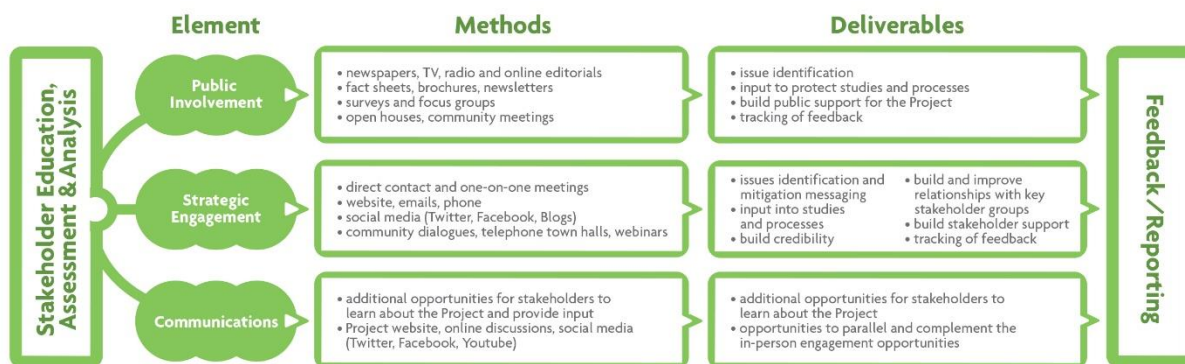 Element
Methods
Deliverables
Stakeholder Education,
Assessment & Analysis
Public
Involvement
• newspapers, TV, radio and online editorials
• fact sheets, brochures, newsletters
• surveys and focus groups
• open houses, community meetings
• issue identification
• input to protect studies and processes
• build public support for the Project
• tracking of feedback
Strategic
Engagement
• direct contact and one-on-one meetings
• website, emails, phone
• social media (Twitter, Facebook, Blogs)
• community dialogues, telephone town halls, webinars
• issues identification and
mitigation messaging
• input into studies
and processes
• build credibility
• build and improve
relationships with key
stakeholder groups
• build stakeholder support
• tracking of feedback
Communications
• additional opportunities for stakeholders to
learn about the Project and provide input
• Project website, online discussions, social media
(Twitter, Facebook, Youtube)
• additional opportunities for stakeholders to
learn about the Project
• opportunities to parallel and complement the
in-person engagement opportunities
Feedback/Reporting